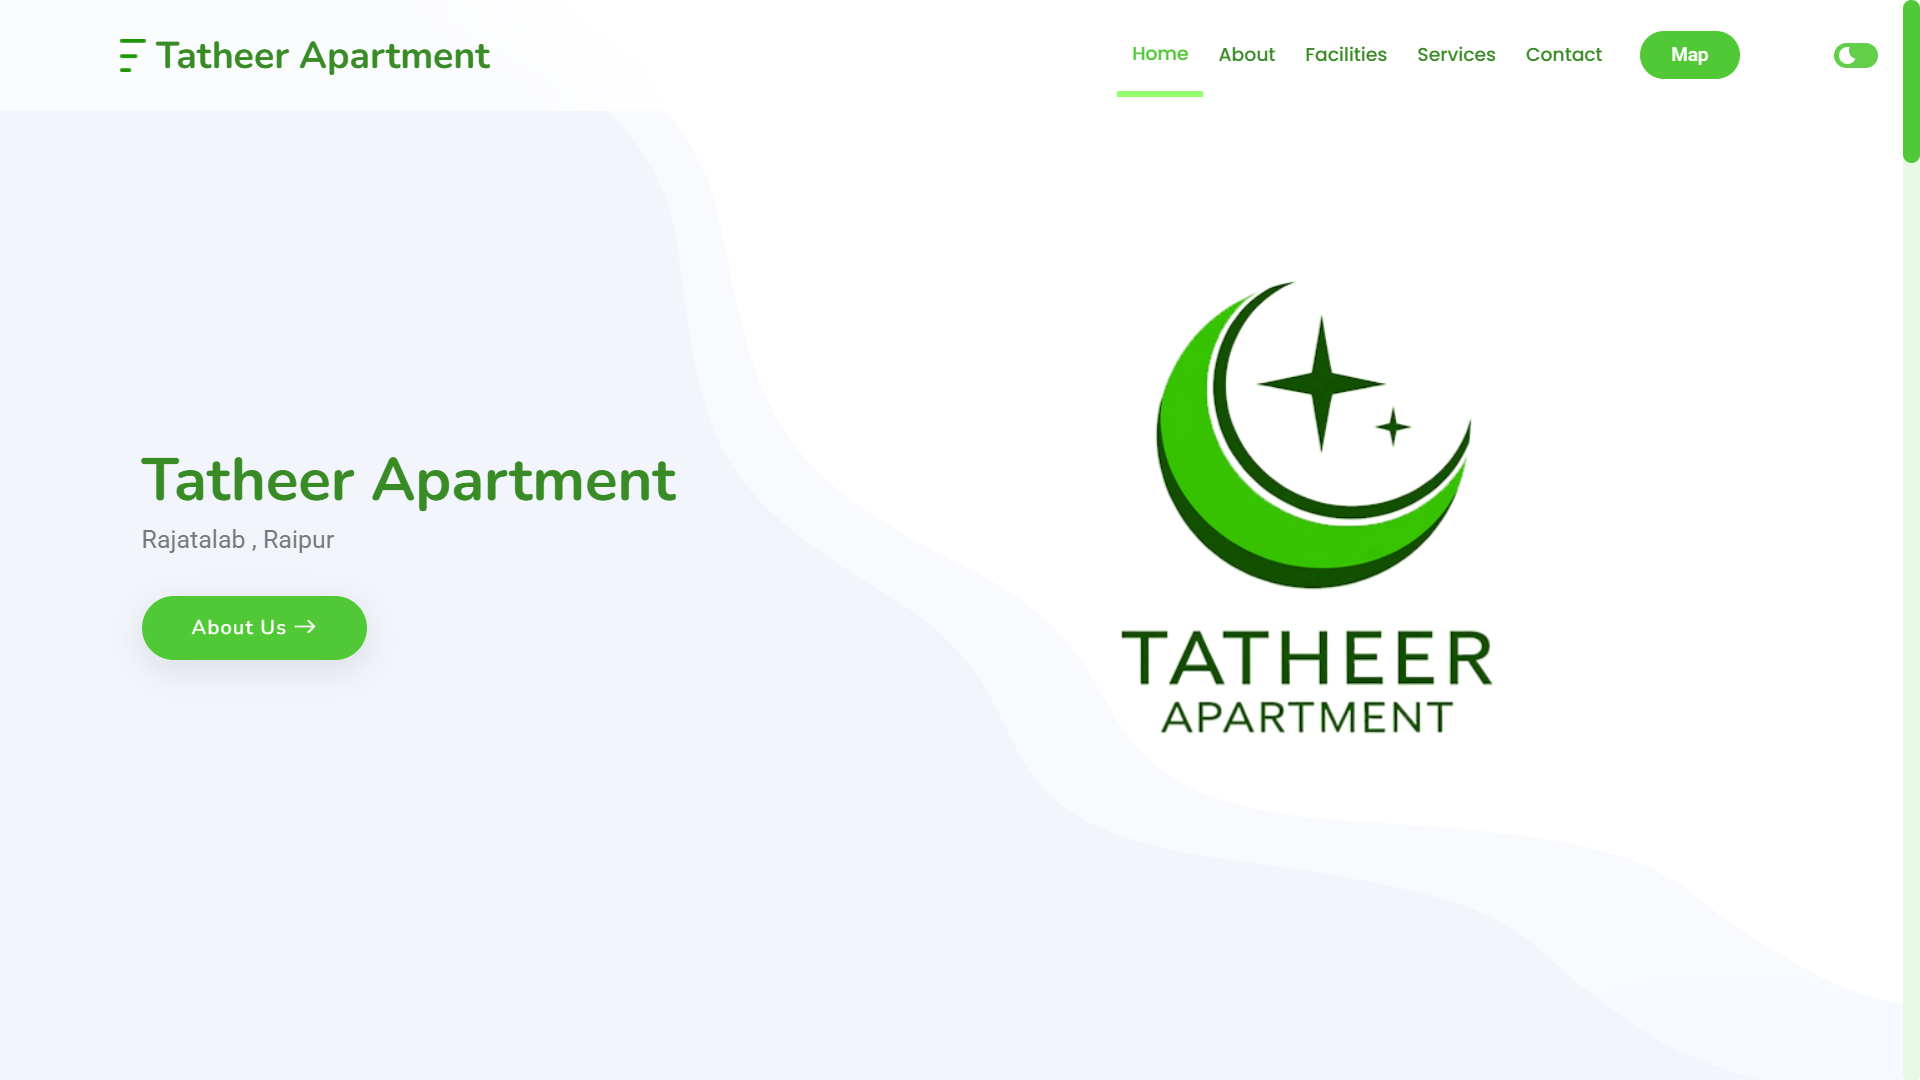 Tatheer Apartment
Home
About
Facilities
Services
Contact
Map
Tatheer Apartment
Rajatalab , Raipur
About Us
TATHEER
APARTMENT